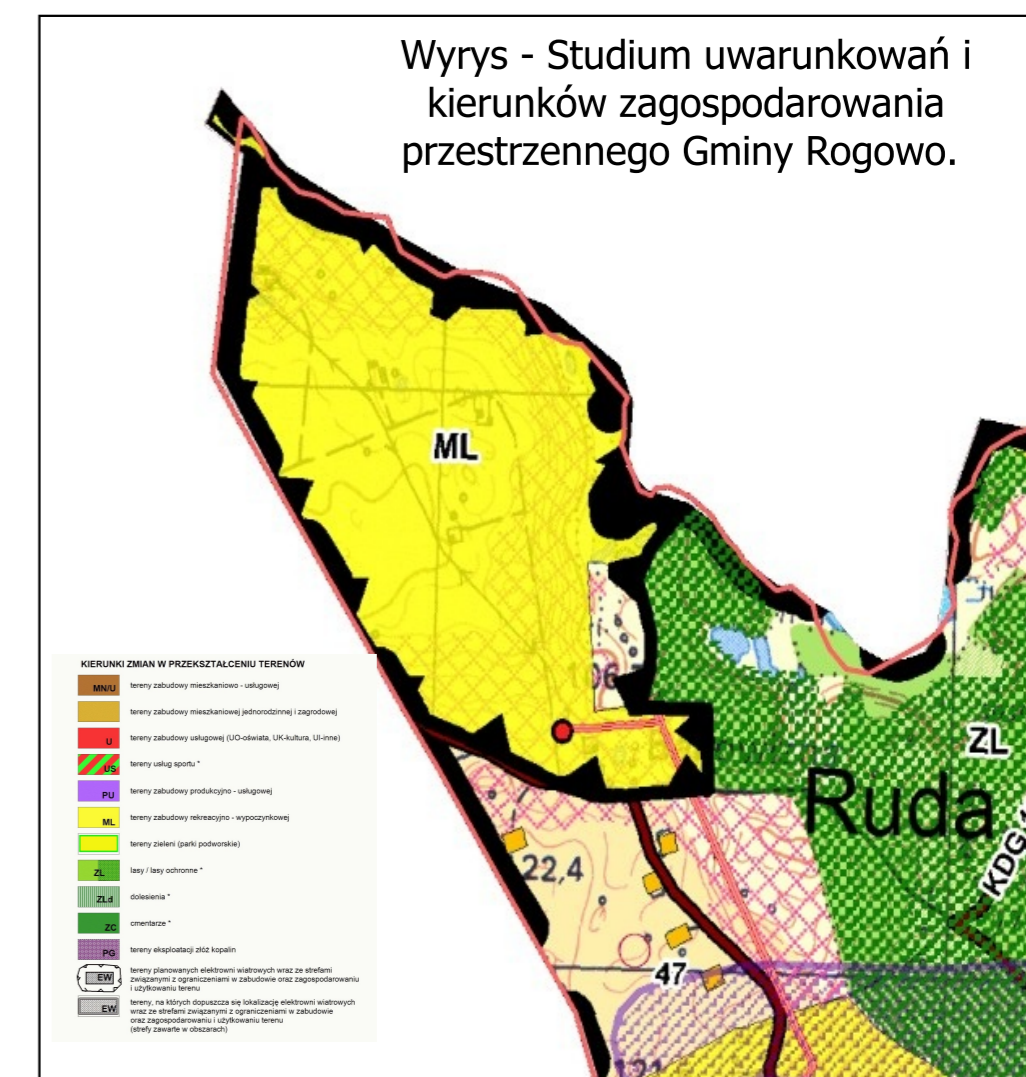 Wyrys - Studium uwarunkowań i
kierunków zagospodarowania
przestrzennego Gminy Rogowo.
ML
ZL
Ruda
22,4
47
KIERUNKI ZMIAN W PRZEKSZTAŁCENIU TERENÓW
MN/U tereny zabudowy mieszkaniowo - usługowej
tereny zabudowy mieszkaniowej jednorodzinnej i zagrodowej
U tereny zabudowy usługowej (UO-oświata, UK-kultura, UI-inne)
US tereny usług sportu *
PU tereny zabudowy produkcyjno - usługowej
ML tereny zabudowy rekreacyjno - wypoczynkowej
tereny zieleni (parki podworskie)
ZL lasy / lasy ochronne *
ZLd dolesienia *
ZC cmentarze *
PG tereny eksploatacji złóż kopalin
EW tereny planowanych elektrowni wiatrowych wraz ze strefami
związanymi z ograniczeniami w zabudowie oraz zagospodarowaniu
i użytkowaniu terenu
EW tereny, na których dopuszcza się lokalizację elektrowni wiatrowych
wraz ze strefami związanymi z ograniczeniami w zabudowie
oraz zagospodarowaniu i użytkowaniu terenu
(strefy zawarte w obszarach)